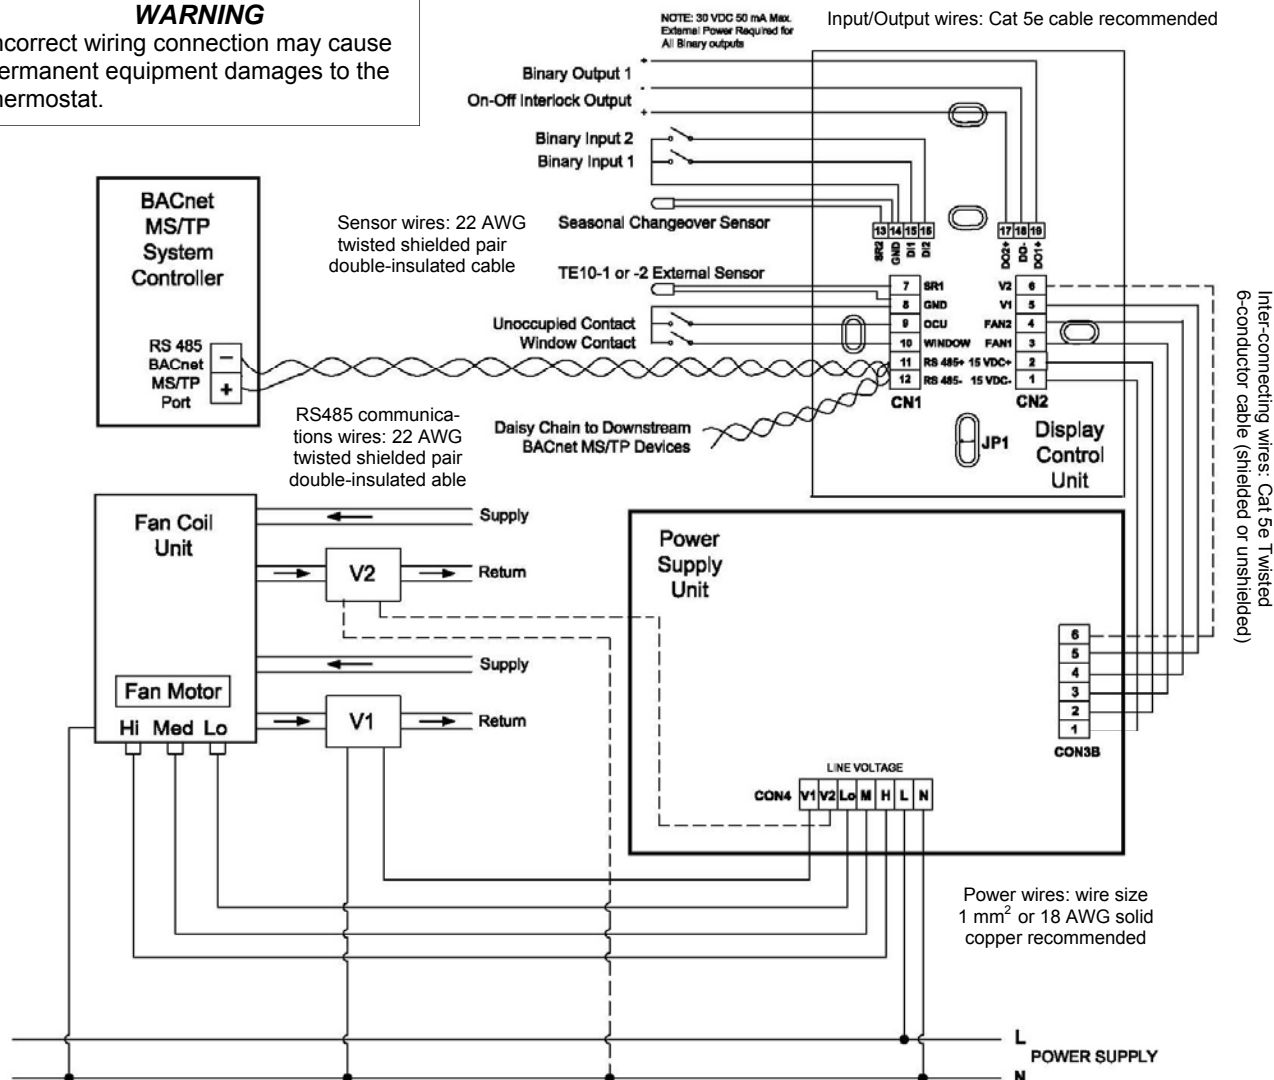 WARNING
ncorrect wiring connection may cause
ermanent equipment damages to the
hermostat.
NOTE: 30 VDC 50 mA Max.
External Power Required for
All Binary outputs
Input/Output wires: Cat 5e cable recommended
Binary Output 1
+
-
On-Off Interlock Output
+
Binary Input 2
Binary Input 1
Seasonal Changeover Sensor
TE10-1 or -2 External Sensor
Unoccupied Contact
Window Contact
Sensor wires: 22 AWG
twisted shielded pair
double-insulated cable
BACnet
MS/TP
System
Controller
RS 485
BACnet
MS/TP
Port
−
+
RS485 communica-
tions wires: 22 AWG
twisted shielded pair
double-insulated able
Daisy Chain to Downstream
BACnet MS/TP Devices
13 14 15 16
SR2
GND
DI1
DI2
17 18 19
DO2+
DO-
DO1+
7 SR1
8 GND
9 OCU
10 WINDOW
11 RS 485+
12 RS 485-
CN1
V2 6
V1 5
FAN2 4
FAN1 3
15 VDC+ 2
15 VDC- 1
CN2
JP1
Display
Control
Unit
Inter-connecting wires: Cat 5e Twisted
6-conductor cable (shielded or unshielded)
Fan Coil
Unit
Supply
V2
Return
Supply
V1
Return
Fan Motor
Hi Med Lo
Power
Supply
Unit
6
5
4
3
2
1
CON3B
LINE VOLTAGE
CON4 V1 V2 Lo M H L N
Power wires: wire size
1 mm² or 18 AWG solid
copper recommended
L
POWER SUPPLY
N